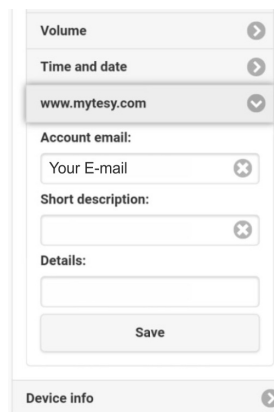 Volume
Time and date
www.mytesy.com
Account email:
Your E-mail
Short description:
Details:
Save
Device info